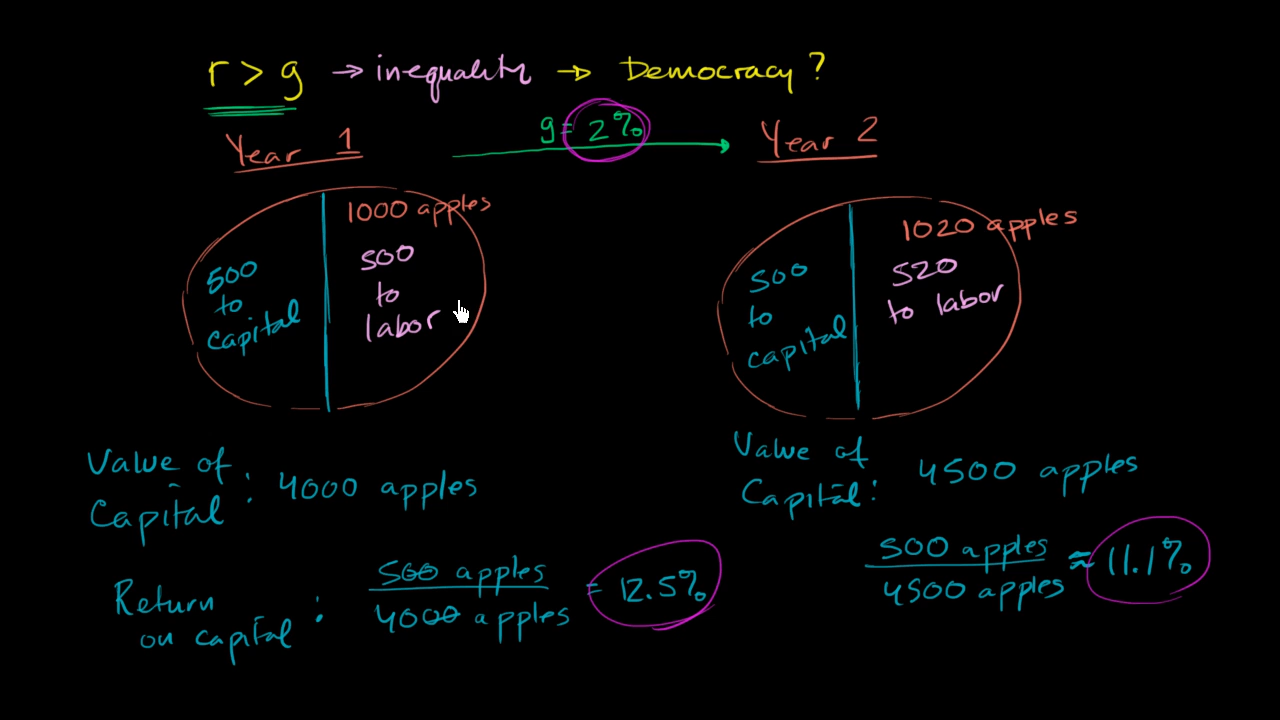 r > g → inequality → Democracy?
g = 2%
Year 1
Year 2
1000 apples
500
to
capital
500
to
labor
1020 apples
500
to
capital
520
to labor
Value of
Capital : 4000 apples
Value of
Capital : 4500 apples
Return
on capital :
500 apples
4000 apples
= 12.5%
500 apples
4500 apples
≈ 11.1%